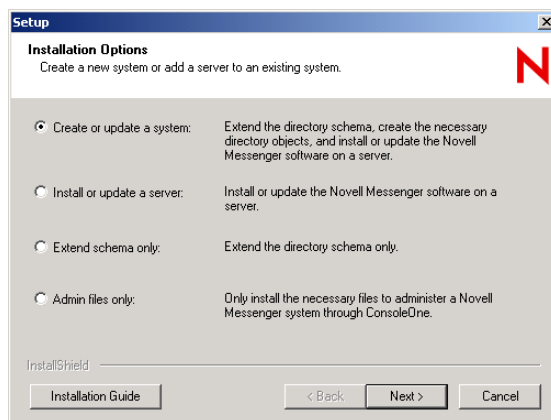 Setup
Installation Options
Create a new system or add a server to an existing system.
N
Create or update a system:
Extend the directory schema, create the necessary
directory objects, and install or update the Novell
Messenger software on a server.
Install or update a server:
Install or update the Novell Messenger software on a
server.
Extend schema only:
Extend the directory schema only.
Admin files only:
Only install the necessary files to administer a Novell
Messenger system through ConsoleOne.
InstallShield
Installation Guide
< Back
Next >
Cancel